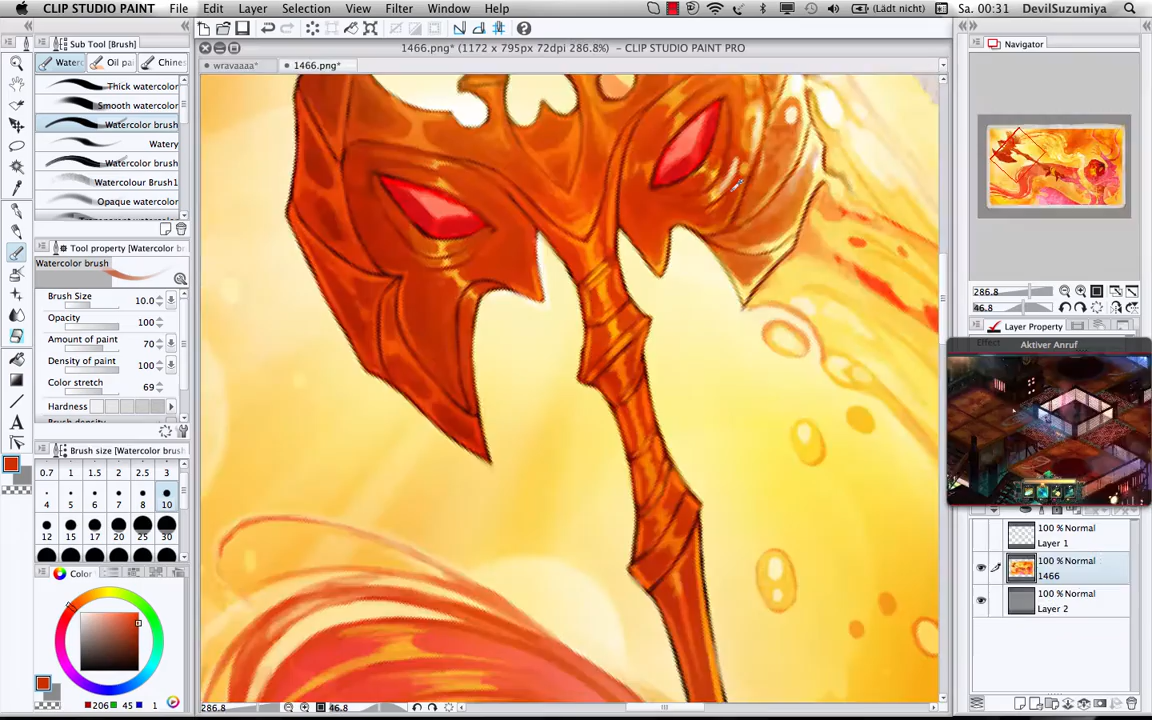 CLIP STUDIO PAINT File Edit Layer Selection View Filter Window Help (Lädt nicht) Sa. 00:31 DevilSuzumiya
Sub Tool [Brush]
1466.png* (1172 x 795px 72dpi 286.8%) – CLIP STUDIO PAINT PRO
Navigator
Waterc Oil pai Chines
wravaaaa* 1466.png*
Thick watercolor
Smooth watercolor
Watercolor brush
Watery
Watercolor brush
Watercolour Brush1
Opaque watercolor
Tool property [Watercolor br
Watercolor brush
Brush Size 10.0
Opacity 100
Amount of paint 70
Density of paint 100
Color stretch 69
Hardness
286.8
46.8
Layer Property
Effect
Aktiver Anruf
Brush size [Watercolor b
0.7 1 1.5 2 2.5 3
4 5 6 7 8 10
12 15 17 20 25 30
Color
100 % Normal
Layer 1
100 % Normal
1466
100 % Normal
Layer 2
206 45 1
286.8 46.8